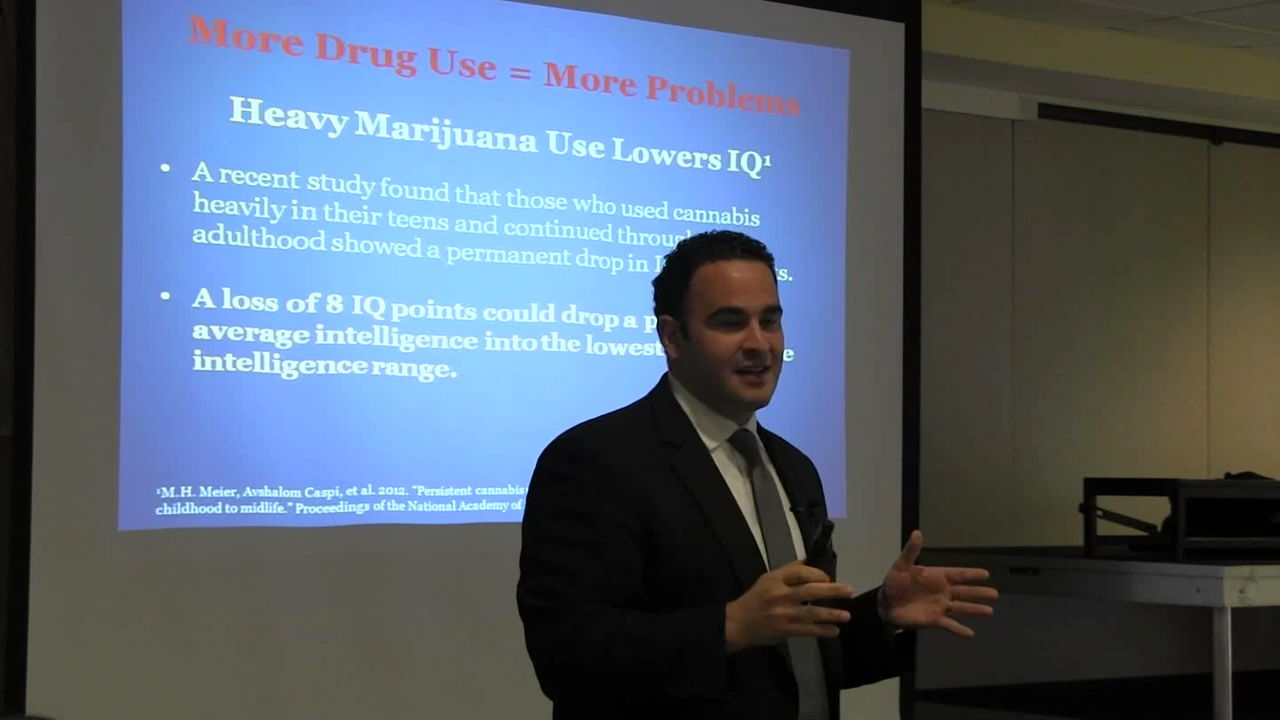 More Drug Use = More Problems
Heavy Marijuana Use Lowers IQ¹
• A recent study found that those who used cannabis
heavily in their teens and continued through
adulthood showed a permanent drop in
• A loss of 8 IQ points could drop a
average intelligence into the lowest
intelligence range.
¹M.H. Meier, Avshalom Caspi, et al. 2012. "Persistent cannabis
childhood to midlife." Proceedings of the National Academy of